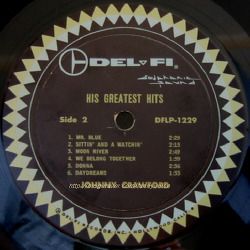 DEL-FI
HIS GREATEST HITS
Side 2 DFLP-1229
1. MR. BLUE 2:29
2. SITTIN' AND A WATCHIN' 2:13
3. MOON RIVER 2:49
4. WE BELONG TOGETHER 1:59
5. DONNA 2:34
6. DAYDREAMS 1:55
JOHNNY CRAWFORD